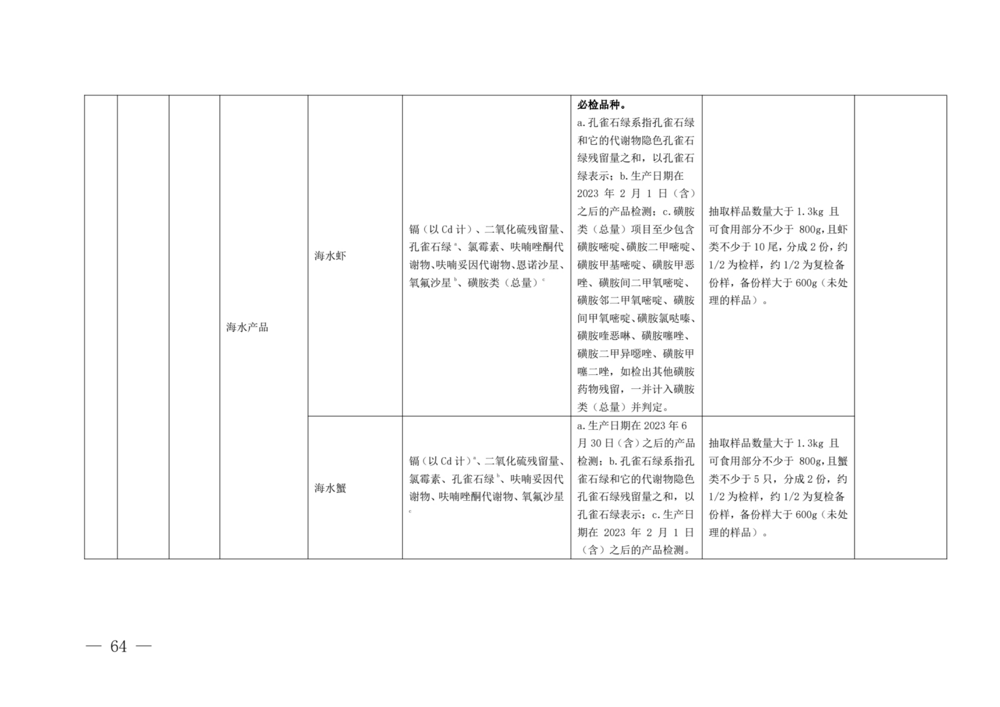 海水产品
海水虾
镉（以 Cd 计）、二氧化硫残留量、
孔雀石绿ᵃ、氯霉素、呋喃唑酮代
谢物、呋喃妥因代谢物、恩诺沙星、
氧氟沙星ᵇ、磺胺类（总量）ᶜ
必检品种。
a.孔雀石绿系指孔雀石绿
和它的代谢物隐色孔雀石
绿残留量之和，以孔雀石
绿表示；b.生产日期在
2023 年 2 月 1 日（含）
之后的产品检测；c.磺胺
类（总量）项目至少包含
磺胺嘧啶、磺胺二甲嘧啶、
磺胺甲基嘧啶、磺胺甲恶
唑、磺胺间二甲氧嘧啶、
磺胺邻二甲氧嘧啶、磺胺
间甲氧嘧啶、磺胺氯哒嗪、
磺胺喹恶啉、磺胺噻唑、
磺胺二甲异噁唑、磺胺甲
噻二唑，如检出其他磺胺
药物残留，一并计入磺胺
类（总量）并判定。
抽取样品数量大于 1.3kg 且
可食用部分不少于 800g,且虾
类不少于 10 尾，分成 2 份，约
1/2 为检样，约 1/2 为复检备
份样，备份样大于 600g（未处
理的样品）。
海水蟹
镉（以 Cd 计）ᵃ、二氧化硫残留量、
氯霉素、孔雀石绿ᵇ、呋喃妥因代
谢物、呋喃唑酮代谢物、氧氟沙星
ᶜ
a.生产日期在 2023 年 6
月 30 日（含）之后的产品
检测；b.孔雀石绿系指孔
雀石绿和它的代谢物隐色
孔雀石绿残留量之和，以
孔雀石绿表示；c.生产日
期在 2023 年 2 月 1 日
（含）之后的产品检测。
抽取样品数量大于 1.3kg 且
可食用部分不少于 800g,且蟹
类不少于 5 只，分成 2 份，约
1/2 为检样，约 1/2 为复检备
份样，备份样大于 600g（未处
理的样品）。
— 64 —